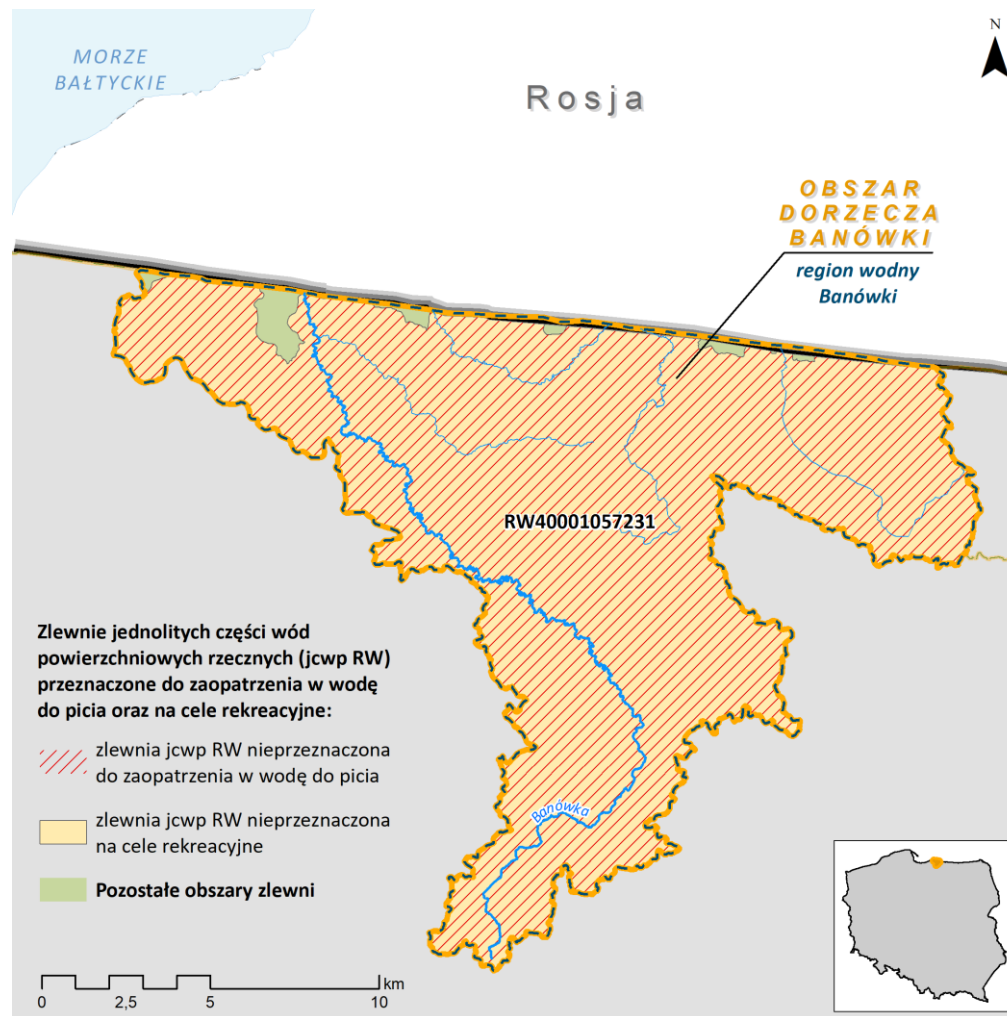 MORZE
BAŁTYCKIE
N
Rosja
OBSZAR
DORZECZA
BANÓWKI
region wodny
Banówki
RW40001057231
Zlewnie jednolitych części wód
powierzchniowych rzecznych (jcwp RW)
przeznaczone do zaopatrzenia w wodę
do picia oraz na cele rekreacyjne:
zlewnia jcwp RW nieprzeznaczona
do zaopatrzenia w wodę do picia
zlewnia jcwp RW nieprzeznaczona
na cele rekreacyjne
Pozostałe obszary zlewni
Banówka
km
0 2,5 5 10